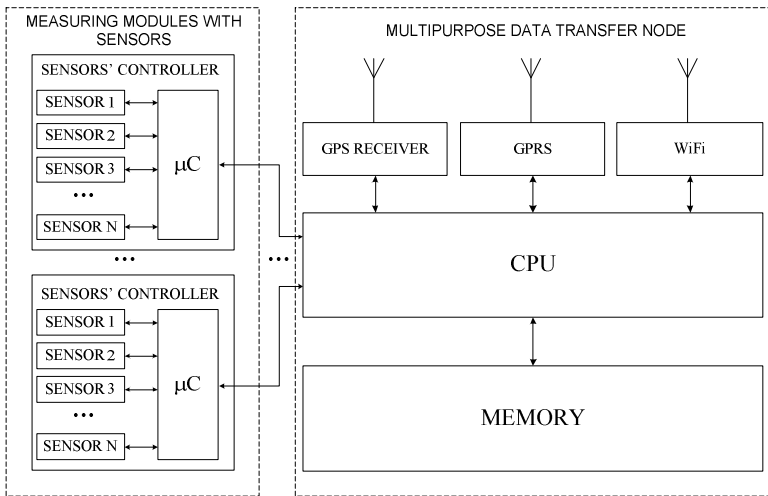 MEASURING MODULES WITH
SENSORS
SENSORS' CONTROLLER
SENSOR 1
SENSOR 2
SENSOR 3
...
SENSOR N
μC
...
SENSORS' CONTROLLER
SENSOR 1
SENSOR 2
SENSOR 3
...
SENSOR N
μC
...
MULTIPURPOSE DATA TRANSFER NODE
GPS RECEIVER
GPRS
WiFi
CPU
MEMORY